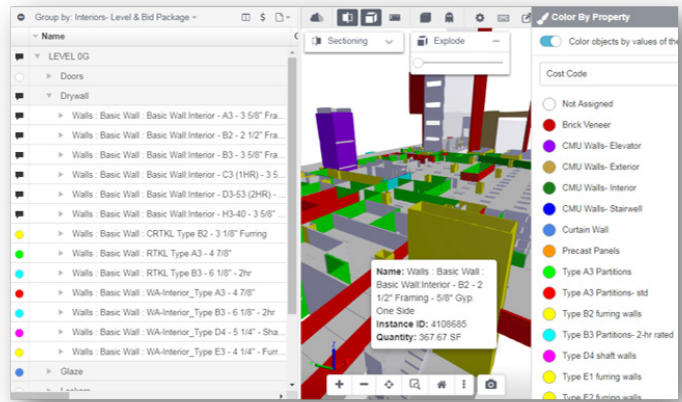 Group by: Interiors- Level & Bid Package
Name
LEVEL 0G
Doors
Drywall
Walls : Basic Wall : Basic Wall:Interior - A3 - 3 5/8" Fra...
Walls : Basic Wall : Basic Wall:Interior - B2 - 2 1/2" Fram...
Walls : Basic Wall : Basic Wall:Interior - B3 - 3 5/8" Fra...
Walls : Basic Wall : Basic Wall:Interior - C3 (1HR) - 3 5...
Walls : Basic Wall : Basic Wall:Interior - D3-53 (2HR) - ...
Walls : Basic Wall : Basic Wall:Interior - H3-40 - 3 5/8" ...
Walls : Basic Wall : CRTKL Type B2 - 3 1/8" Furring
Walls : Basic Wall : RTKL Type A3 - 4 7/8"
Walls : Basic Wall : RTKL Type B3 - 6 1/8" - 2hr
Walls : Basic Wall : WA-Interior_Type A3 - 4 7/8"
Walls : Basic Wall : WA-Interior_Type B3 - 6 1/8" - 2hr
Walls : Basic Wall : WA-Interior_Type D4 - 5 1/4" - Sha...
Walls : Basic Wall : WA-Interior_Type E3 - 4 1/4" - Furr...
Glaze
Sectioning
Explode
Name: Walls : Basic Wall :
Basic Wall:Interior - B2 - 2
1/2" Framing - 5/8" Gyp.
One Side
Instance ID: 4108685
Quantity: 367.67 SF
Color By Property
Color objects by values of the
Cost Code
Not Assigned
Brick Veneer
CMU Walls- Elevator
CMU Walls- Exterior
CMU Walls- Interior
CMU Walls- Stairwell
Curtain Wall
Precast Panels
Type A3 Partitions
Type A3 Partitions- std
Type B2 furring walls
Type B3 Partitions- 2-hr rated
Type D4 shaft walls
Type E1 furring walls
Type E2 furring walls